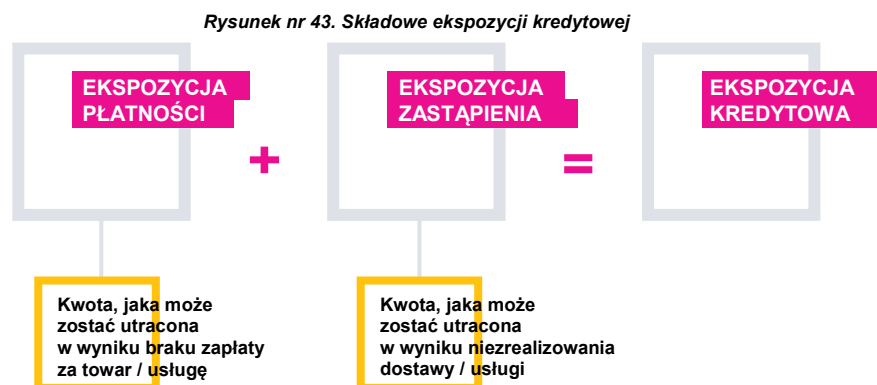 Rysunek nr 43. Składowe ekspozycji kredytowej
EKSPOZYCJA
PŁATNOŚCI
+
EKSPOZYCJA
ZASTĄPIENIA
=
EKSPOZYCJA
KREDYTOWA
Kwota, jaka może
zostać utracona
w wyniku braku zapłaty
za towar / usługę
Kwota, jaka może
zostać utracona
w wyniku niezrealizowania
dostawy / usługi